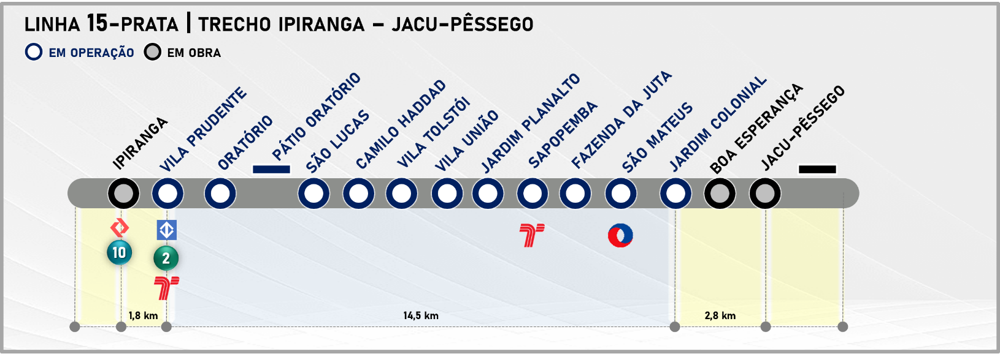 LINHA 15-PRATA | TRECHO IPIRANGA – JACU-PÊSSEGO
EM OPERAÇÃO
EM OBRA
IPIRANGA
VILA PRUDENTE
ORATÓRIO
PÁTIO ORATÓRIO
SÃO LUCAS
CAMILO HADDAD
VILA TOLSTÓI
VILA UNIÃO
JARDIM PLANALTO
SAPOPEMBA
FAZENDA DA JUTA
SÃO MATEUS
JARDIM COLONIAL
BOA ESPERANÇA
JACU-PÊSSEGO
10
2
1,8 km
14,5 km
2,8 km